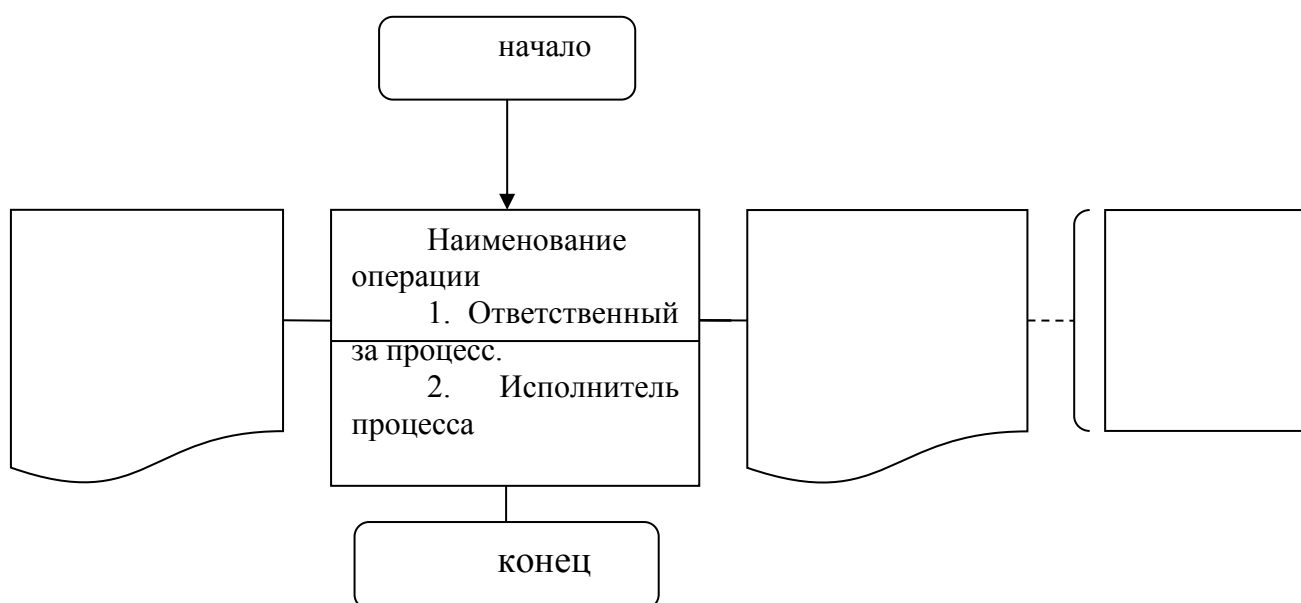 начало
Наименование
операции
1. Ответственный
за процесс.
2. Исполнитель
процесса
конец